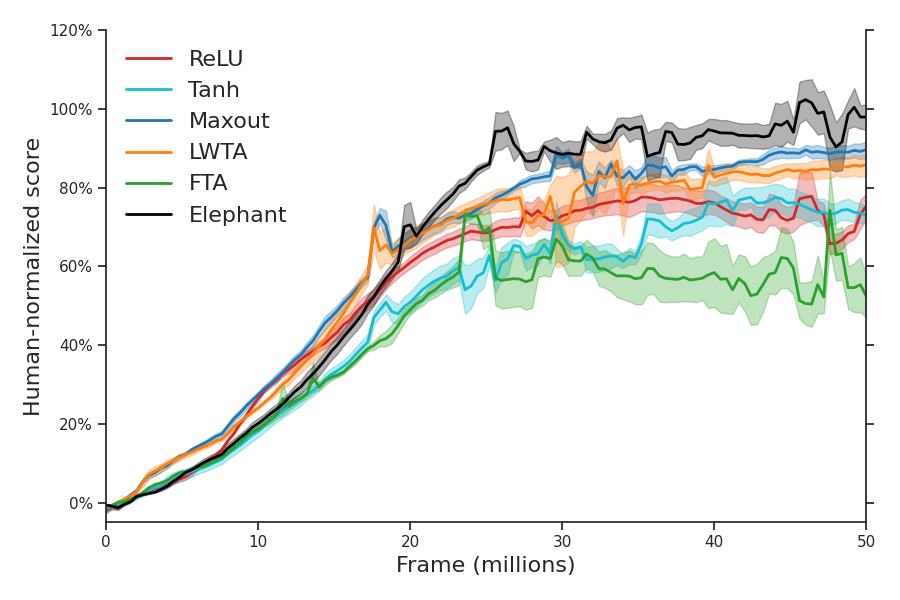 120%
100%
80%
60%
40%
20%
0%
Human-normalized score
ReLU
Tanh
Maxout
LWTA
FTA
Elephant
0 10 20 30 40 50
Frame (millions)